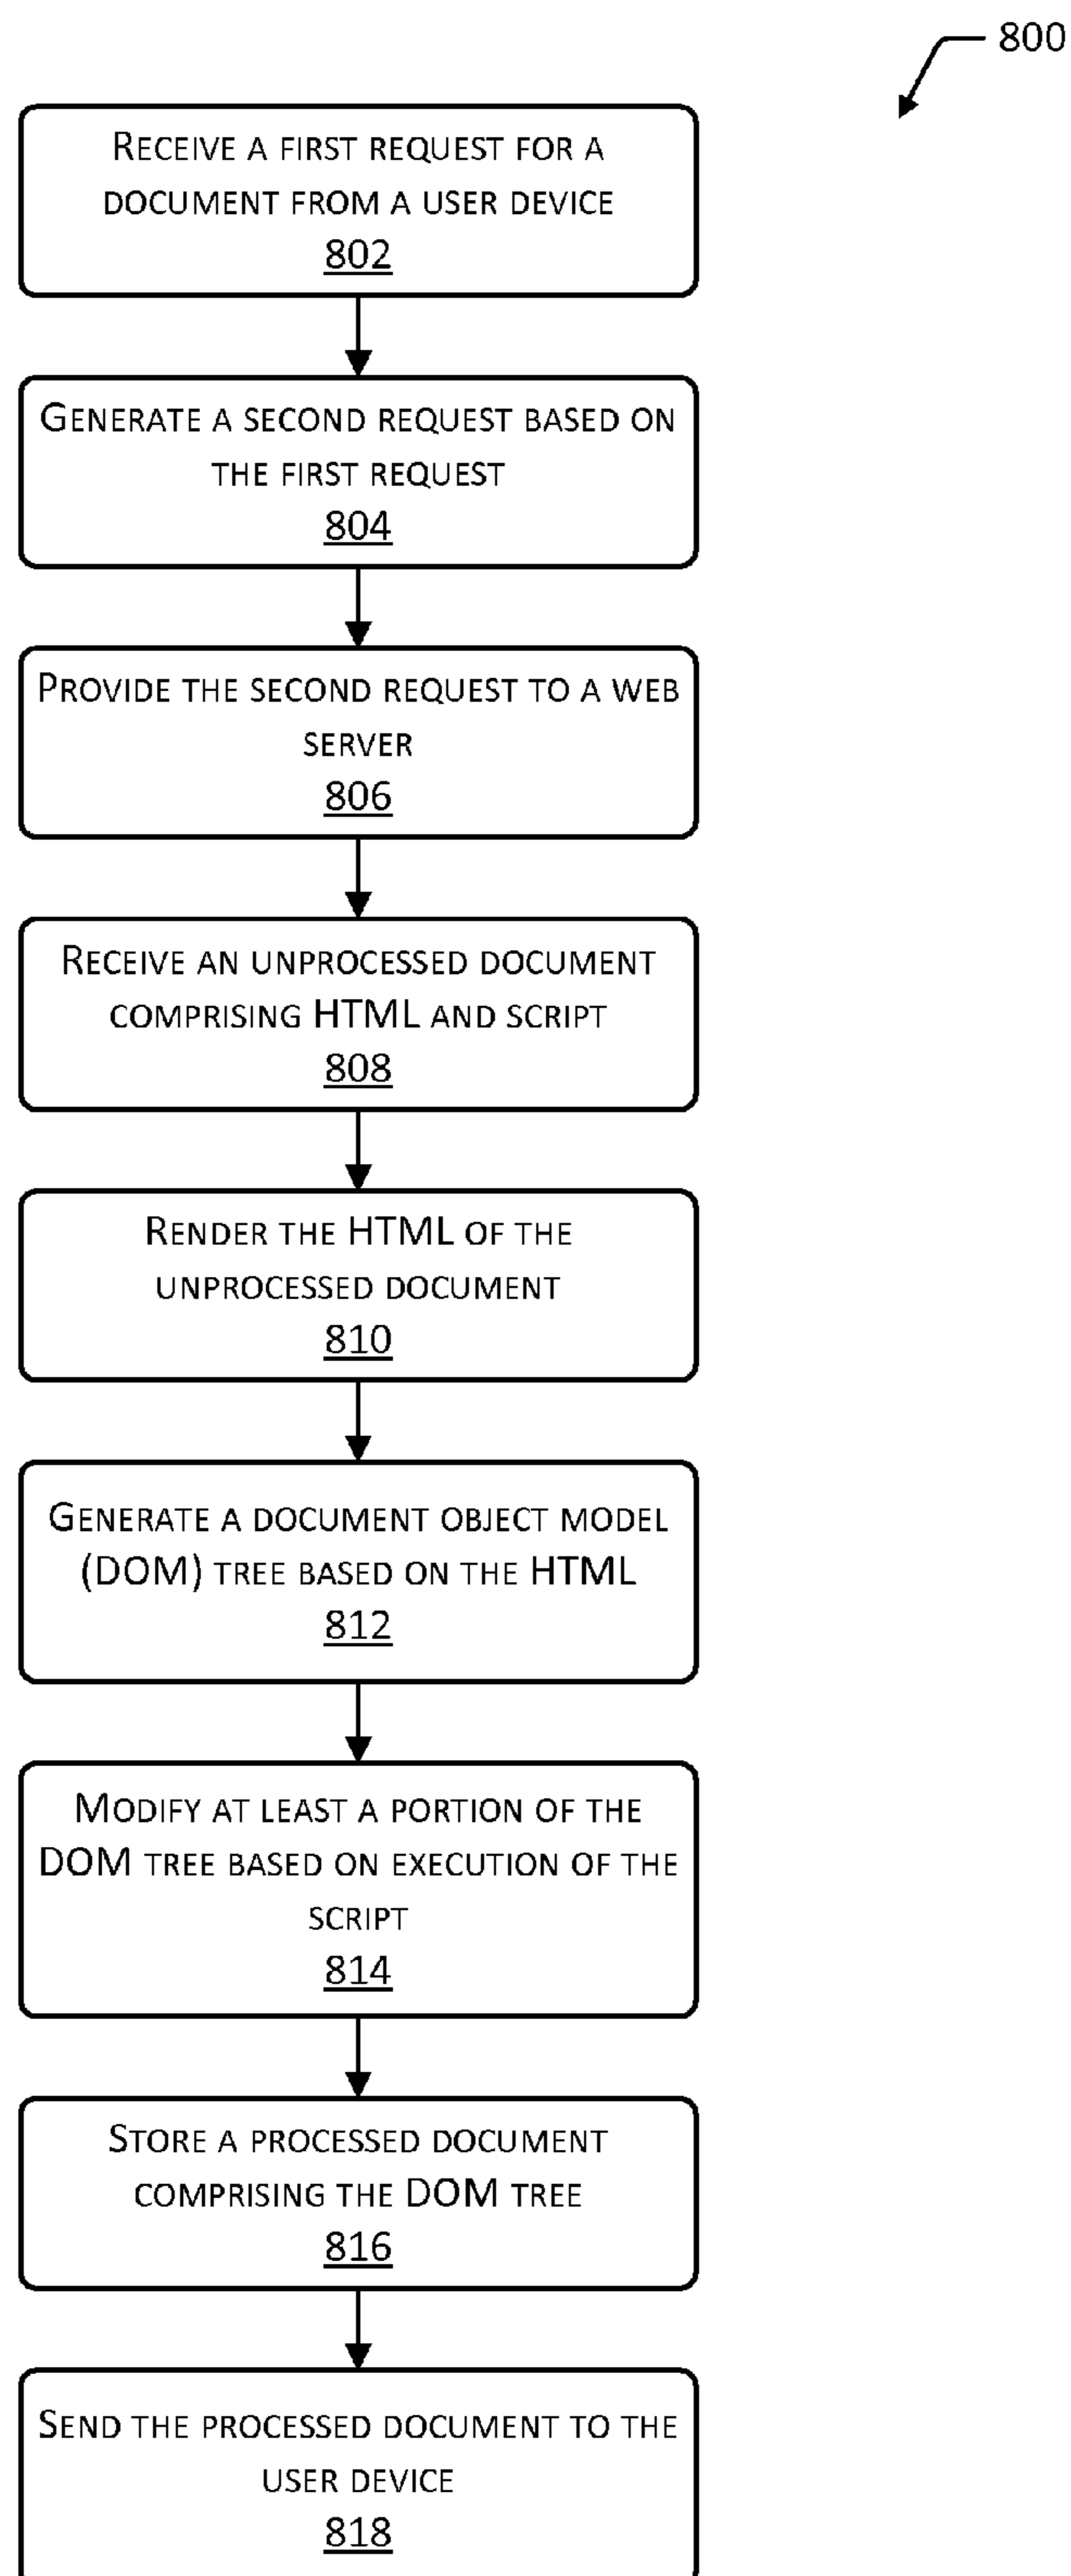 800
RECEIVE A FIRST REQUEST FOR A
DOCUMENT FROM A USER DEVICE
802
GENERATE A SECOND REQUEST BASED ON
THE FIRST REQUEST
804
PROVIDE THE SECOND REQUEST TO A WEB
SERVER
806
RECEIVE AN UNPROCESSED DOCUMENT
COMPRISING HTML AND SCRIPT
808
RENDER THE HTML OF THE
UNPROCESSED DOCUMENT
810
GENERATE A DOCUMENT OBJECT MODEL
(DOM) TREE BASED ON THE HTML
812
MODIFY AT LEAST A PORTION OF THE
DOM TREE BASED ON EXECUTION OF THE
SCRIPT
814
STORE A PROCESSED DOCUMENT
COMPRISING THE DOM TREE
816
SEND THE PROCESSED DOCUMENT TO THE
USER DEVICE
818